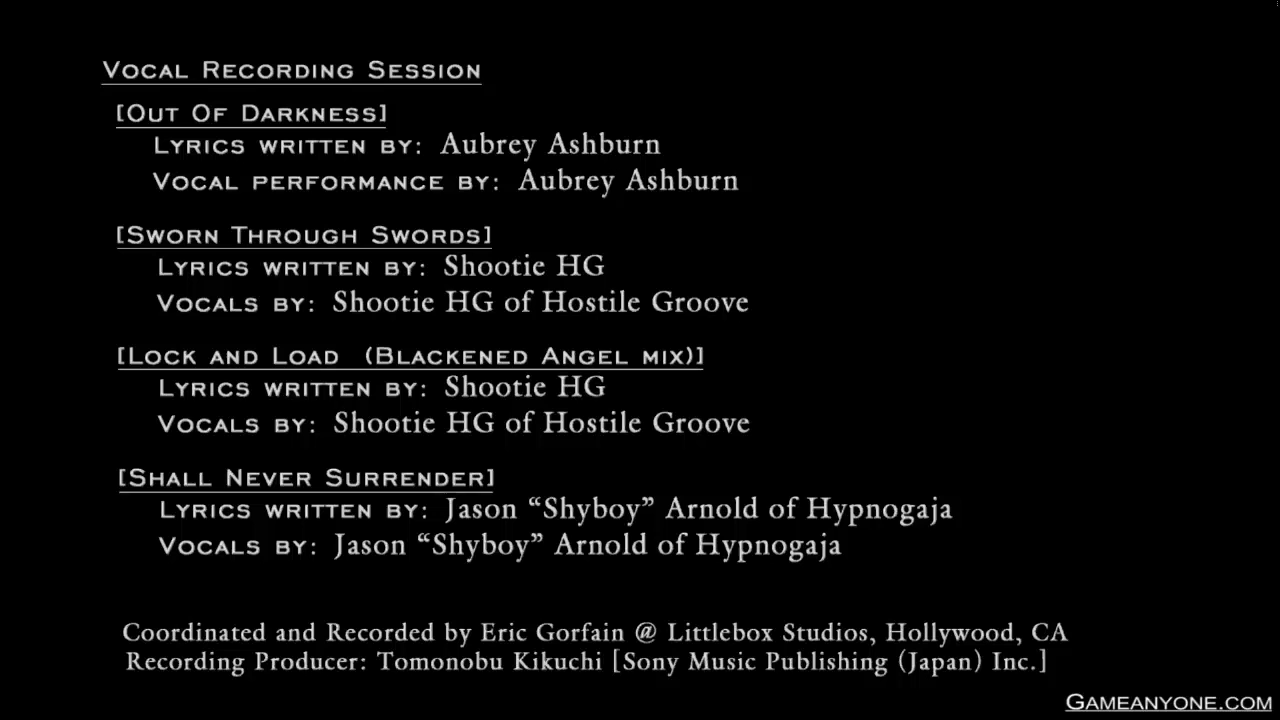 Vocal Recording Session
[Out Of Darkness]
Lyrics written by: Aubrey Ashburn
Vocal performance by: Aubrey Ashburn
[Sworn Through Swords]
Lyrics written by: Shootie HG
Vocals by: Shootie HG of Hostile Groove
[Lock and Load (Blackened Angel mix)]
Lyrics written by: Shootie HG
Vocals by: Shootie HG of Hostile Groove
[Shall Never Surrender]
Lyrics written by: Jason “Shyboy” Arnold of Hypnogaja
Vocals by: Jason “Shyboy” Arnold of Hypnogaja
Coordinated and Recorded by Eric Gorfain @ Littlebox Studios, Hollywood, CA
Recording Producer: Tomonobu Kikuchi [Sony Music Publishing (Japan) Inc.]
Gameanyone.com